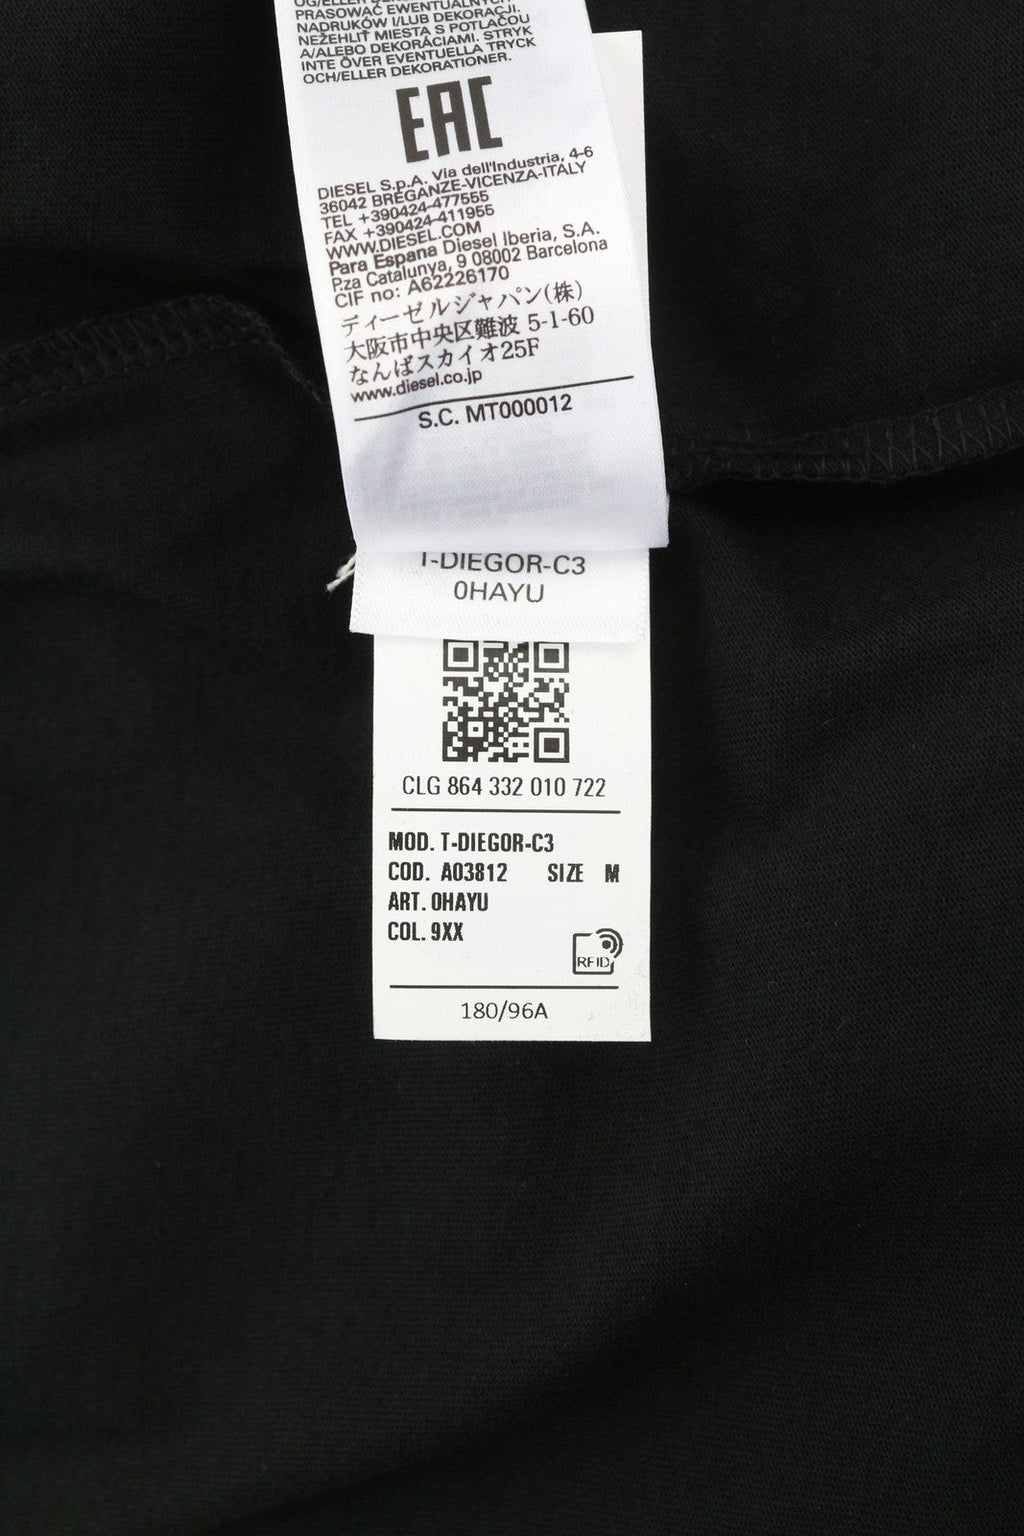 OG/ELLER
PRASOWAĆ EWENTUALNYCH
NADRUKÓW I/LUB DEKORACJI.
NEŽEHLIŤ MIESTA S POTLAČOU
A/ALEBO DEKORÁCIAMI. STRYK
INTE ÖVER EVENTUELLA TRYCK
OCH/ELLER DEKORATIONER.
EAC
DIESEL S.p.A. Via dell'Industria, 4-6
36042 BREGANZE-VICENZA-ITALY
TEL +390424-477555
FAX +390424-411955
WWW.DIESEL.COM
Para Espana Diesel Iberia, S.A.
P.za Catalunya, 9 08002 Barcelona
CIF no: A62226170
ディーゼルジャパン(株)
大阪市中央区難波 5-1-60
なんばスカイオ25F
www.diesel.co.jp
S.C. MT000012
T-DIEGOR-C3
0HAYU
CLG 864 332 010 722
MOD. T-DIEGOR-C3
COD. A03812 SIZE M
ART. 0HAYU
COL. 9XX
RFID
180/96A